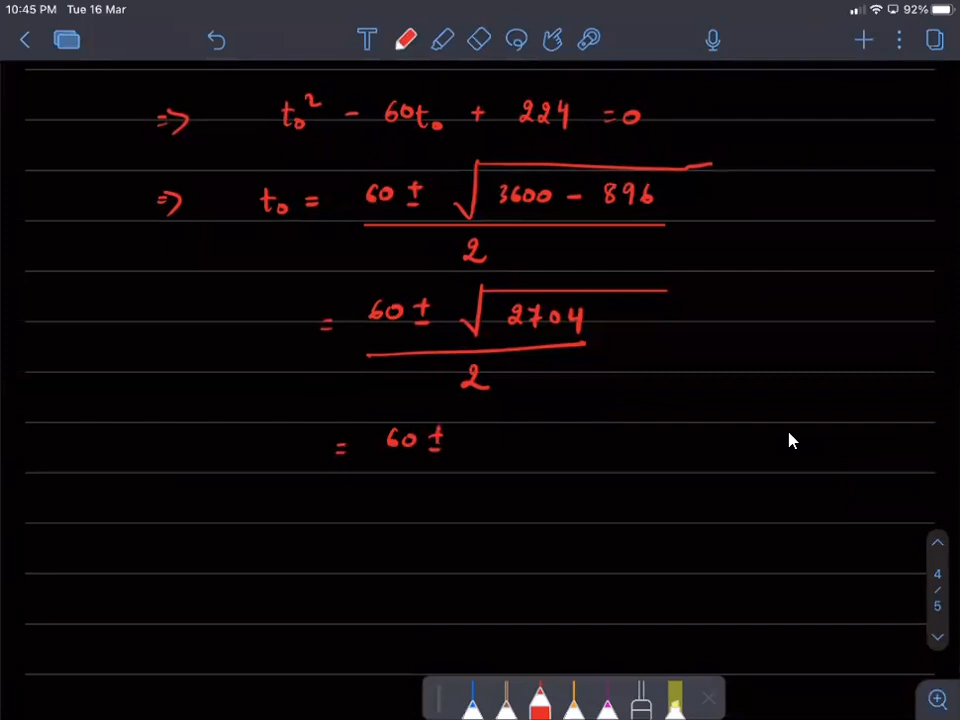 10:45 PM Tue 16 Mar 92%
T
⇒ t₀² - 60t₀ + 224 = 0
⇒ t₀ = 60 ± √3600 - 896
2
= 60 ± √2704
2
= 60 ±
4
/
5